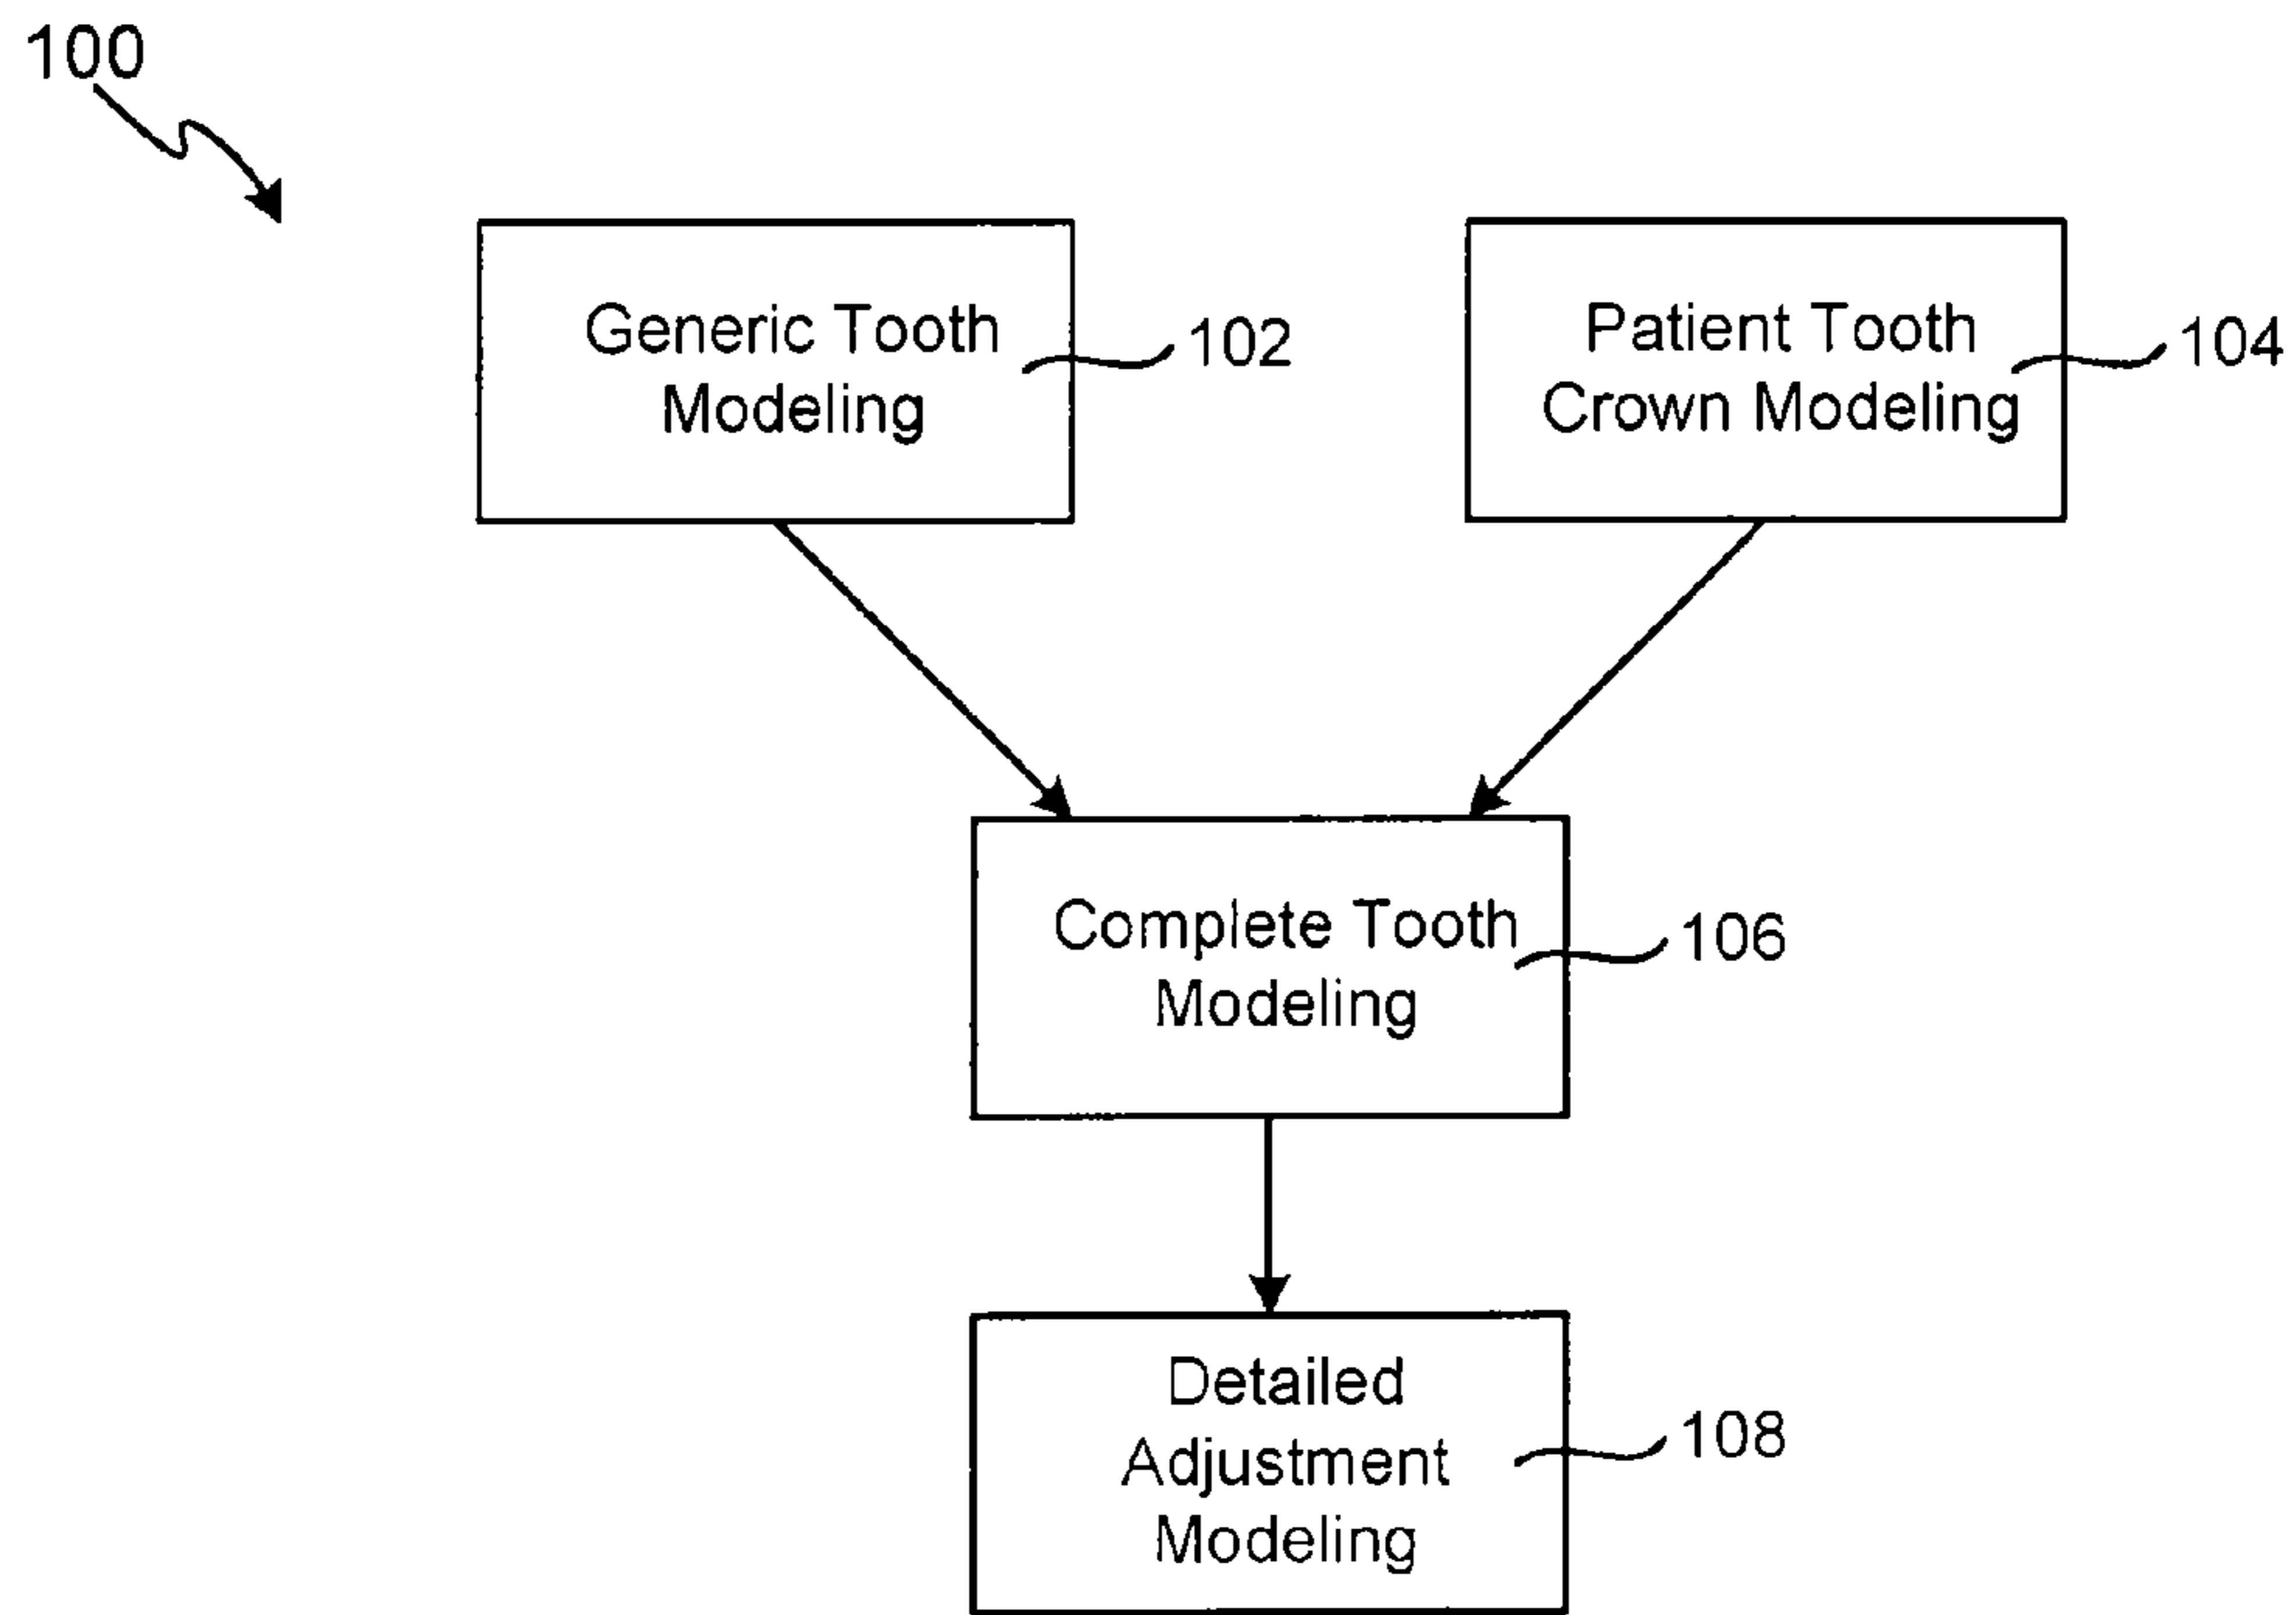 100
Generic Tooth
Modeling
102
Patient Tooth
Crown Modeling
104
Complete Tooth
Modeling
106
Detailed
Adjustment
Modeling
108